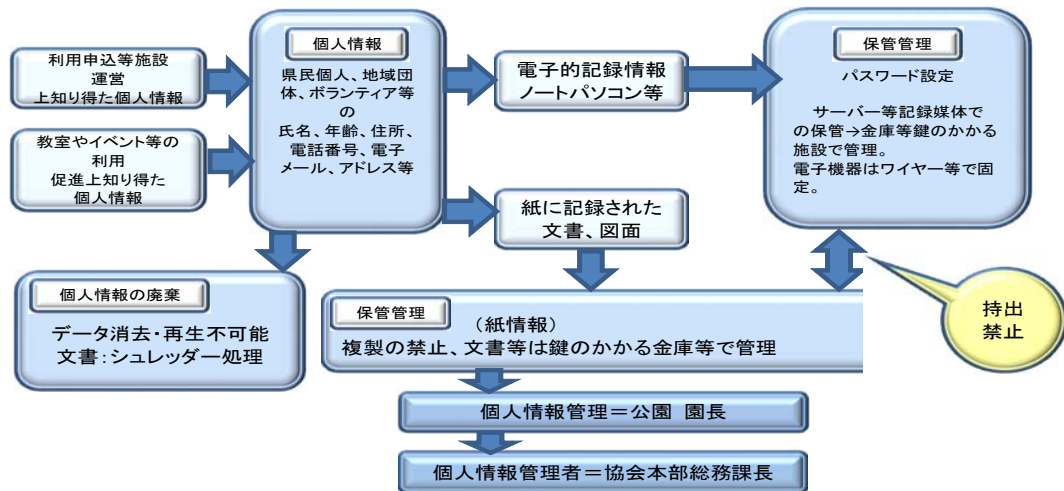 利用申込等施設
運営
上知り得た個人情報
教室やイベント等の
利用
促進上知り得た
個人情報
個人情報
県民個人、地域団
体、ボランティア等
の
氏名、年齢、住所、
電話番号、電子
メール、アドレス等
電子的記録情報
ノートパソコン等
紙に記録された
文書、図面
保管管理
パスワード設定
サーバー等記録媒体で
の保管→金庫等鍵のかかる
施設で管理。
電子機器はワイヤー等で固
定。
持出
禁止
個人情報の廃棄
データ消去・再生不可能
文書：シュレッダー処理
保管管理
（紙情報）
複製の禁止、文書等は鍵のかかる金庫等で管理
個人情報管理＝公園 園長
個人情報管理者＝協会本部総務課長